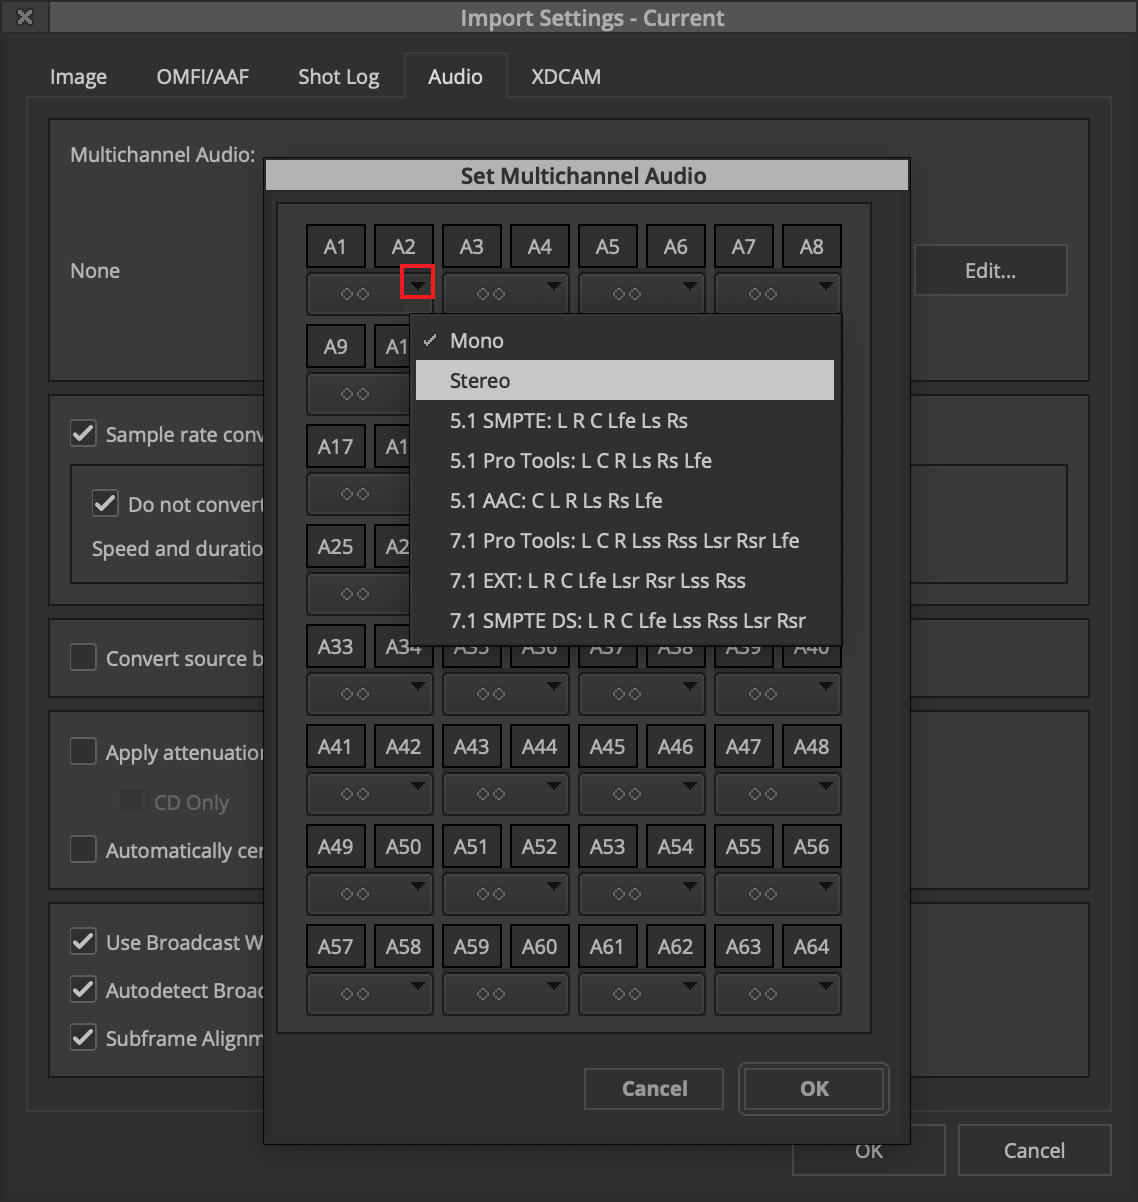 Import Settings - Current
Image OMFI/AAF Shot Log Audio XDCAM
Multichannel Audio:
None
Edit...
Sample rate conv
Do not convert
Speed and duratio
Convert source b
Apply attenuation
CD Only
Automatically cer
Use Broadcast W
Autodetect Broad
Subframe Alignm
OK Cancel
Set Multichannel Audio
A1 A2 A3 A4 A5 A6 A7 A8
A9 A1
A17 A1
A25 A2
A33 A34 A35 A36 A37 A38 A39 A40
A41 A42 A43 A44 A45 A46 A47 A48
A49 A50 A51 A52 A53 A54 A55 A56
A57 A58 A59 A60 A61 A62 A63 A64
Mono
Stereo
5.1 SMPTE: L R C Lfe Ls Rs
5.1 Pro Tools: L C R Ls Rs Lfe
5.1 AAC: C L R Ls Rs Lfe
7.1 Pro Tools: L C R Lss Rss Lsr Rsr Lfe
7.1 EXT: L R C Lfe Lsr Rsr Lss Rss
7.1 SMPTE DS: L R C Lfe Lss Rss Lsr Rsr
Cancel OK